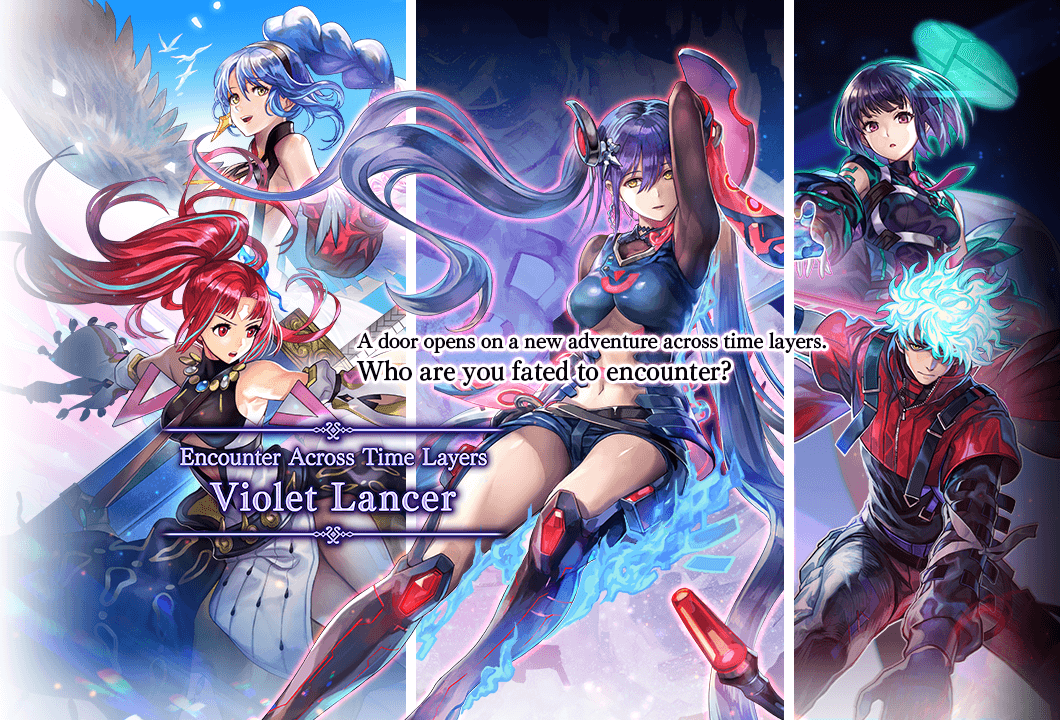 A door opens on a new adventure across time layers.
Who are you fated to encounter?
Encounter Across Time Layers
Violet Lancer